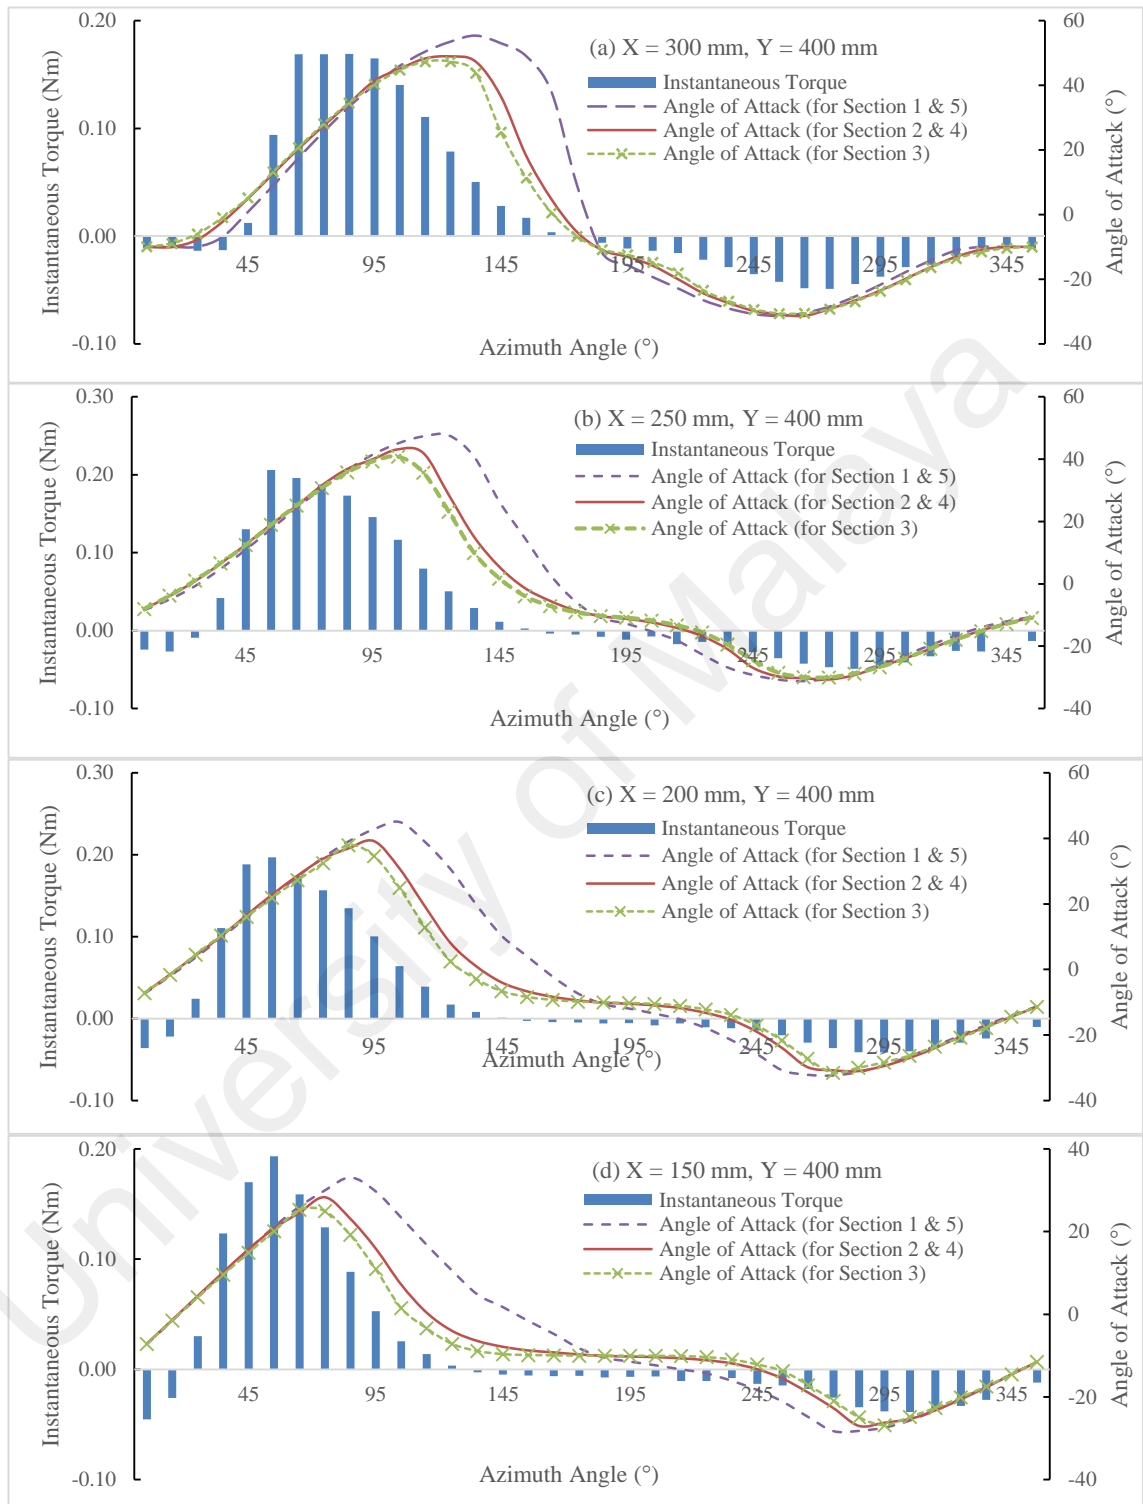 0.20
0.10
0.00
-0.10
Instantaneous Torque (Nm)
(a) X = 300 mm, Y = 400 mm
Instantaneous Torque
Angle of Attack (for Section 1 & 5)
Angle of Attack (for Section 2 & 4)
Angle of Attack (for Section 3)
60
40
20
0
-20
-40
Angle of Attack (°)
45 95 145 195 245 295 345
Azimuth Angle (°)
0.30
0.20
0.10
0.00
-0.10
Instantaneous Torque (Nm)
(b) X = 250 mm, Y = 400 mm
Instantaneous Torque
Angle of Attack (for Section 1 & 5)
Angle of Attack (for Section 2 & 4)
Angle of Attack (for Section 3)
60
40
20
0
-20
-40
Angle of Attack (°)
45 95 145 195 245 295 345
Azimuth Angle (°)
0.30
0.20
0.10
0.00
-0.10
Instantaneous Torque (Nm)
(c) X = 200 mm, Y = 400 mm
Instantaneous Torque
Angle of Attack (for Section 1 & 5)
Angle of Attack (for Section 2 & 4)
Angle of Attack (for Section 3)
60
40
20
0
-20
-40
Angle of Attack (°)
45 95 145 195 245 295 345
Azimuth Angle (°)
0.20
0.10
0.00
-0.10
Instantaneous Torque (Nm)
(d) X = 150 mm, Y = 400 mm
Instantaneous Torque
Angle of Attack (for Section 1 & 5)
Angle of Attack (for Section 2 & 4)
Angle of Attack (for Section 3)
40
20
0
-20
-40
Angle of Attack (°)
45 95 145 195 245 295 345
Azimuth Angle (°)
University of Malaya